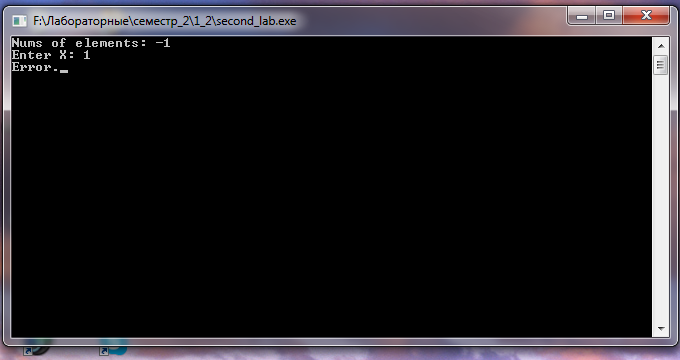 F:\Лабораторные\семестр_2\1_2\second_lab.exe
Nums of elements: -1
Enter X: 1
Error._